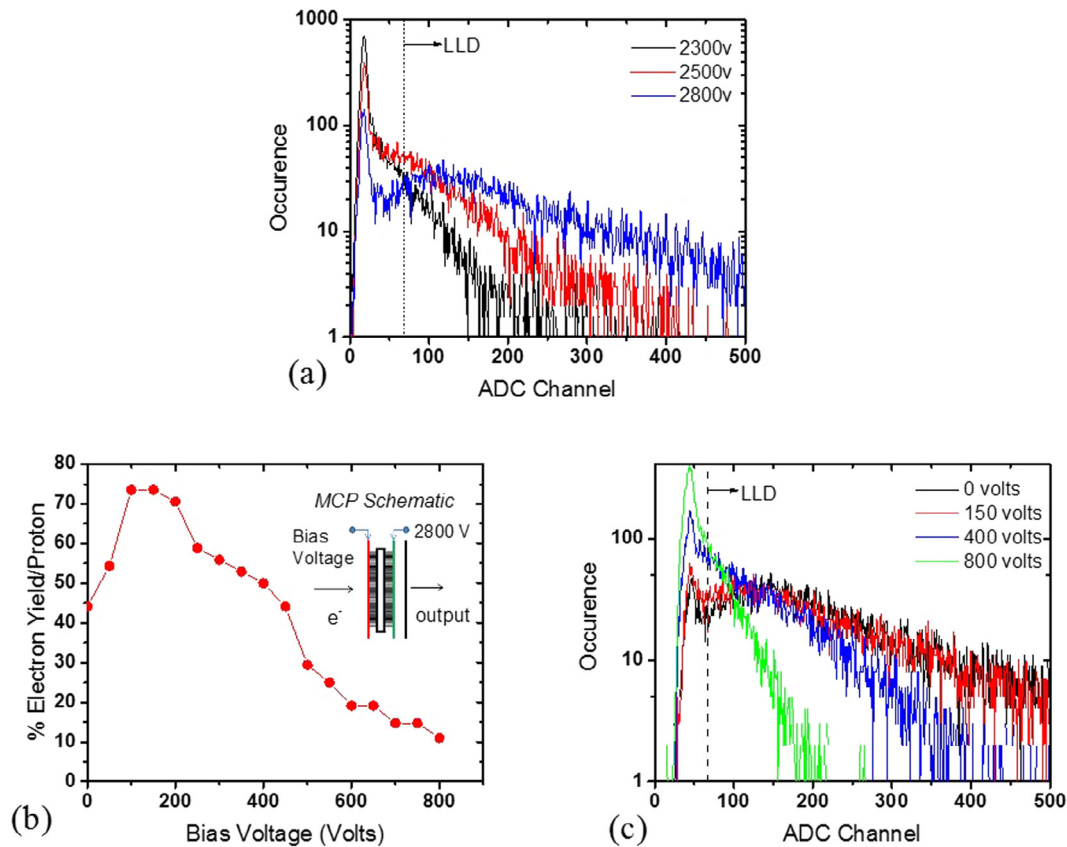 1000
100
10
1
Occurence
LLD
2300v
2500v
2800v
0 100 200 300 400 500
ADC Channel
(a)
80
70
60
50
40
30
20
10
0
% Electron Yield/Proton
MCP Schematic
Bias
Voltage
2800 V
e-
output
0 200 400 600 800
Bias Voltage (Volts)
(b)
100
10
1
Occurence
LLD
0 volts
150 volts
400 volts
800 volts
0 100 200 300 400 500
ADC Channel
(c)